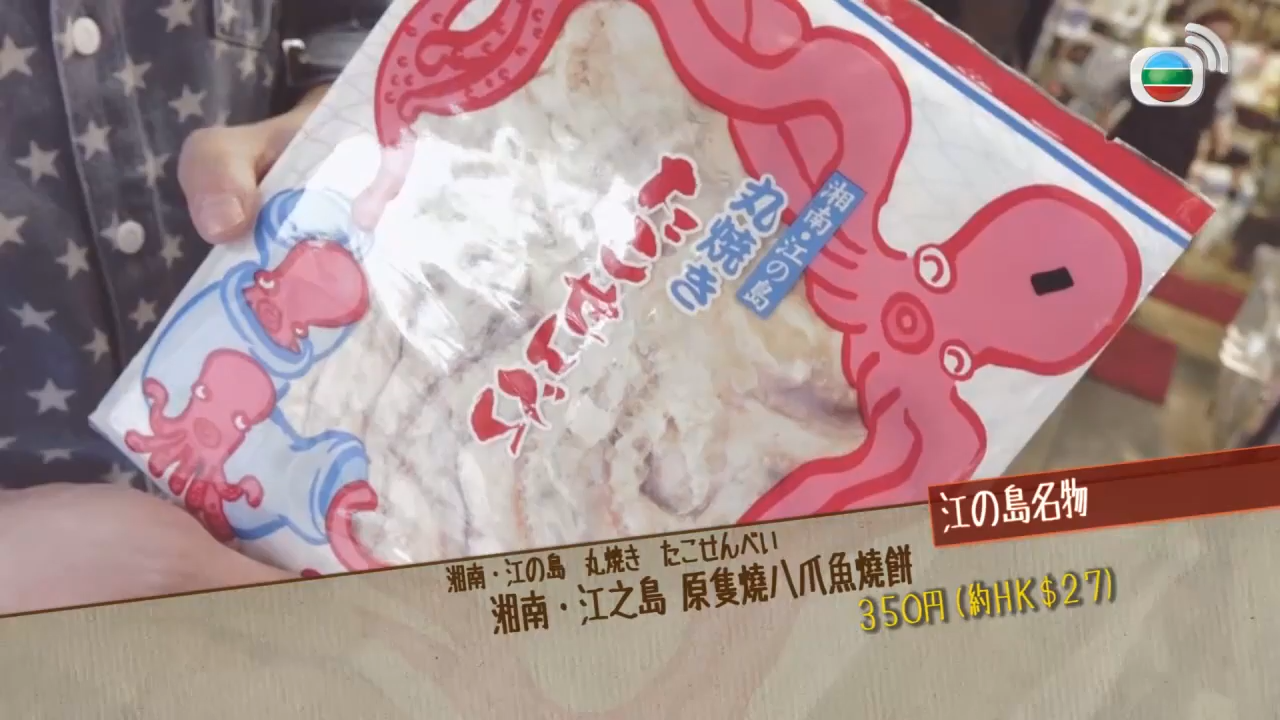 湘南・江の島
丸焼き
たこせんべい
江の島名物
湘南・江の島 丸焼き たこせんべい
湘南・江之島 原隻燒八爪魚燒餅
350円(約HK$27)